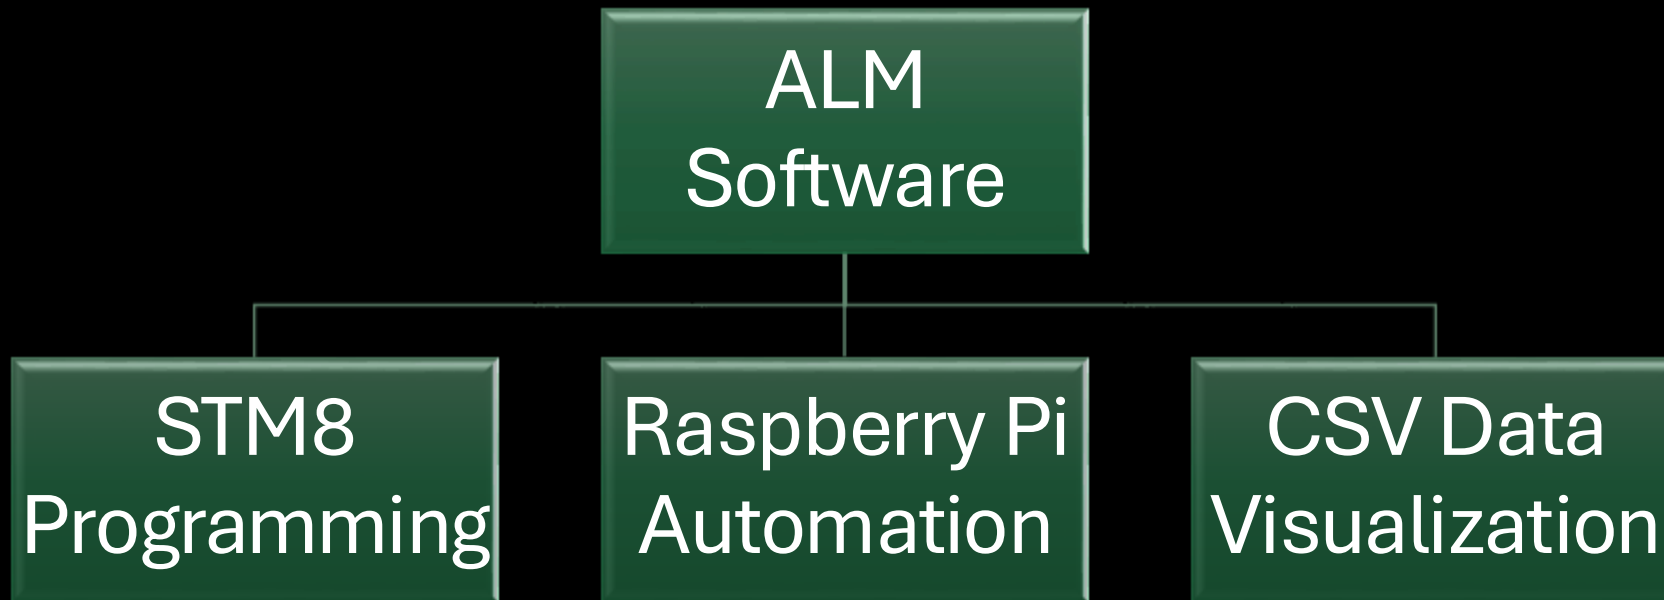 ALM
Software
STM8
Programming
Raspberry Pi
Automation
CSV Data
Visualization